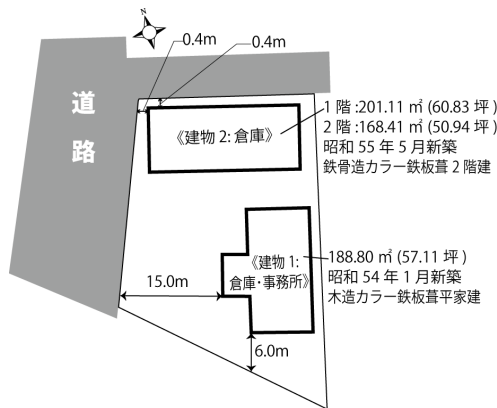 N
0.4m
0.4m
道路
《建物 2: 倉庫》
1 階 :201.11 ㎡ (60.83 坪 )
2 階 :168.41 ㎡ (50.94 坪 )
昭和 55 年 5 月新築
鉄骨造カラー鉄板葺 2 階建
《建物 1:
倉庫・事務所》
188.80 ㎡ (57.11 坪 )
昭和 54 年 1 月新築
木造カラー鉄板葺平家建
15.0m
6.0m